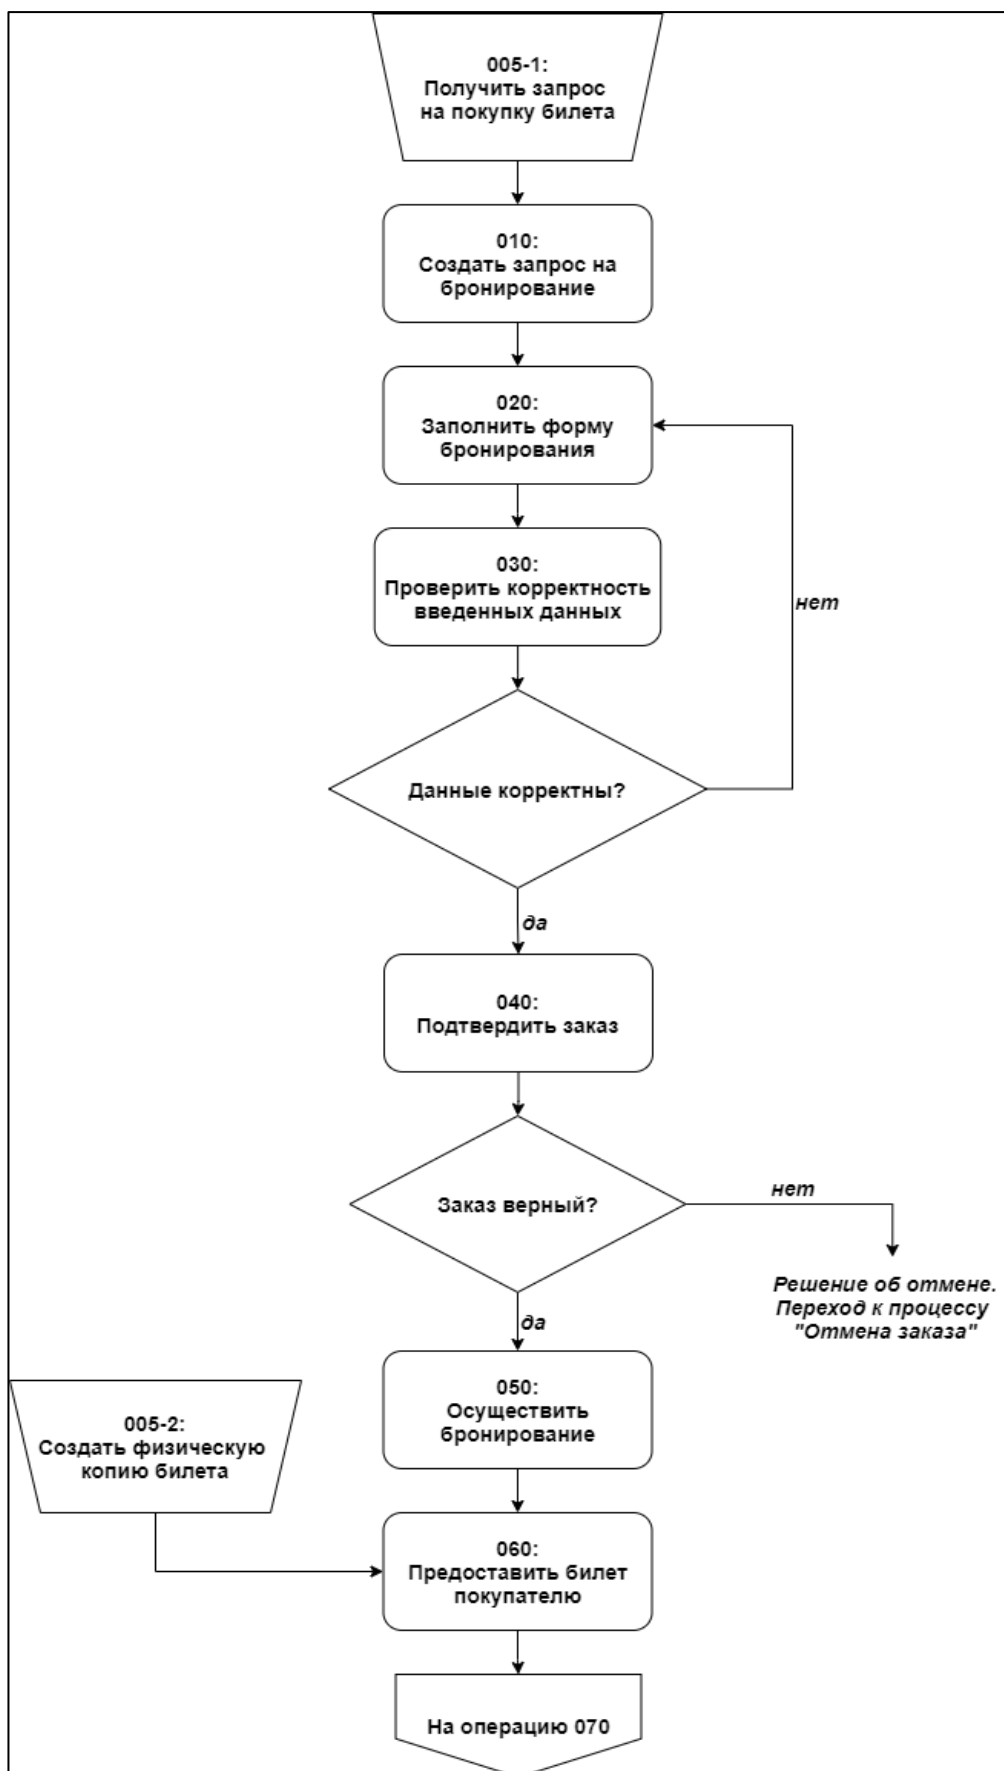 005-1:
Получить запрос
на покупку билета
010:
Создать запрос на
бронирование
020:
Заполнить форму
бронирования
030:
Проверить корректность
введенных данных
нет
Данные корректны?
да
040:
Подтвердить заказ
Заказ верный?
нет
Решение об отмене.
Переход к процессу
"Отмена заказа"
да
050:
Осуществить
бронирование
005-2:
Создать физическую
копию билета
060:
Предоставить билет
покупателю
На операцию 070